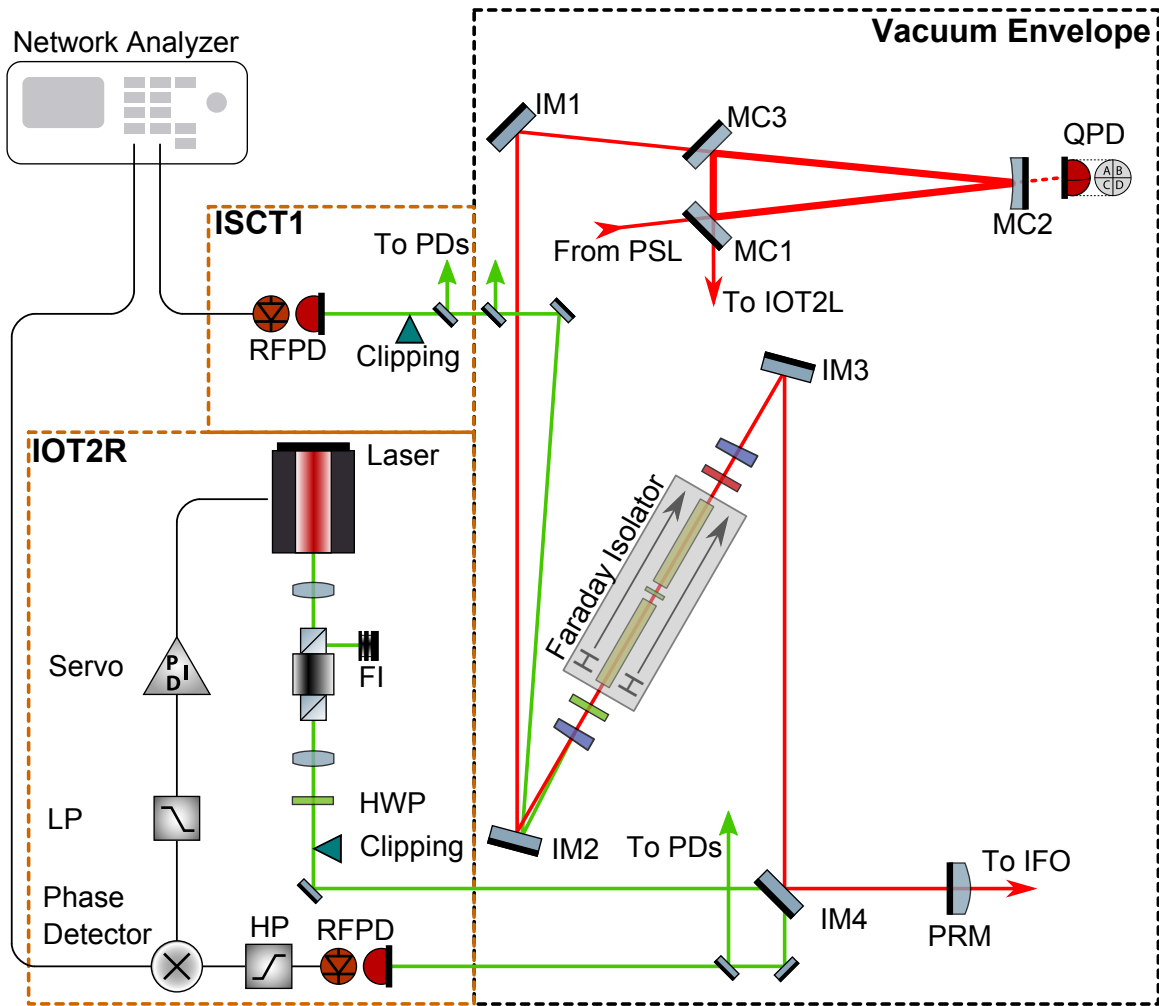 Network Analyzer
Vacuum Envelope
IM1
MC3
QPD
A B
C D
MC2
ISCT1
To PDs
From PSL
MC1
To IOT2L
RFPD
Clipping
IM3
IOT2R
Laser
Faraday Isolator
H
H
Servo
P I
D
FI
HWP
LP
Clipping
IM2
To PDs
To IFO
IM4
PRM
Phase
Detector
HP
RFPD